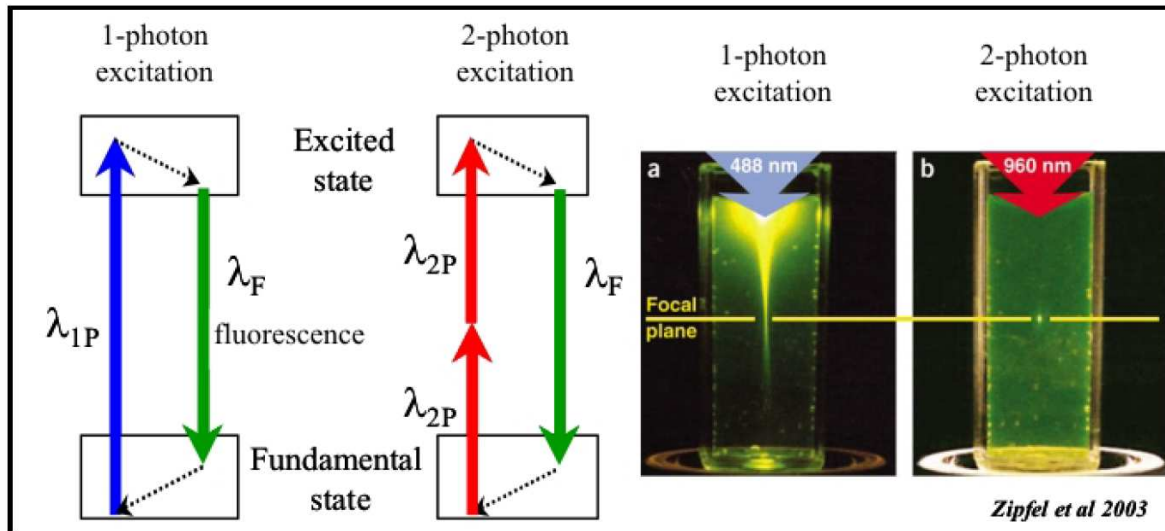 1-photon
excitation
2-photon
excitation
Excited
state
λ1P
λF
fluorescence
λ2P
λ2P
λF
Fundamental
state
1-photon
excitation
2-photon
excitation
a
488 nm
b
960 nm
Focal
plane
Zipfel et al 2003